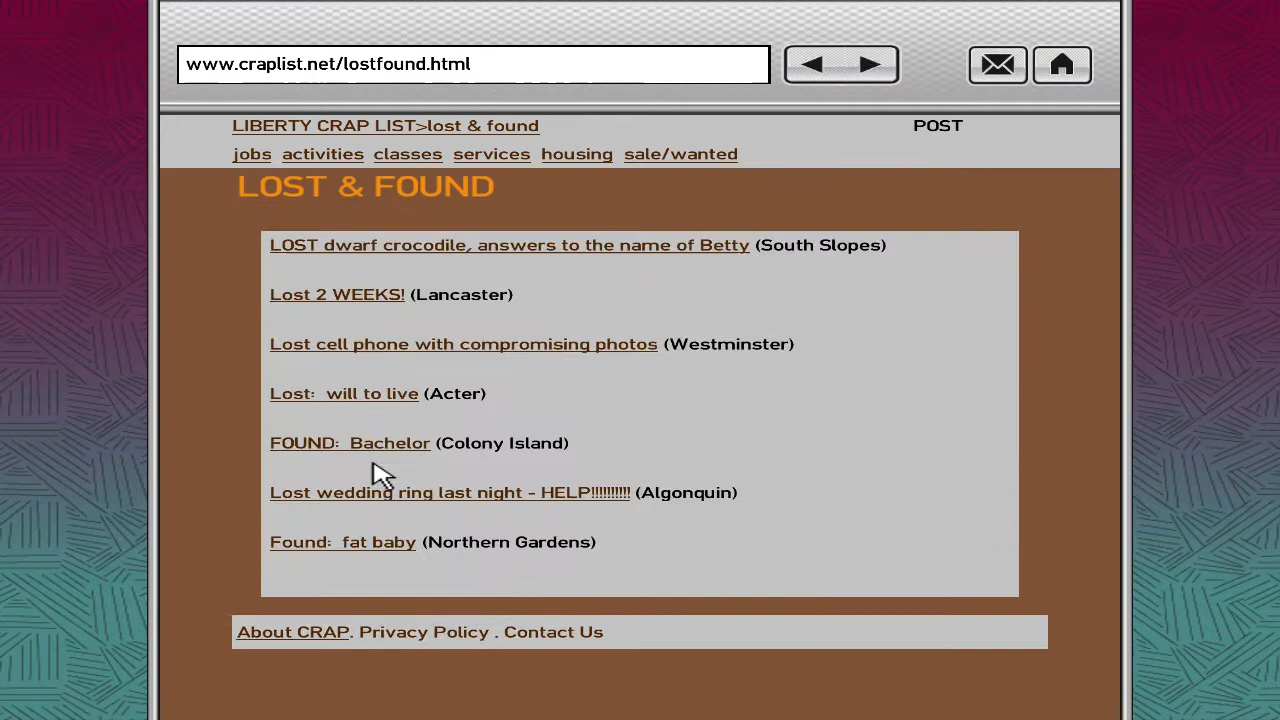 www.craplist.net/lostfound.html
LIBERTY CRAP LIST>lost & found POST
jobs activities classes services housing sale/wanted
LOST & FOUND
LOST dwarf crocodile, answers to the name of Betty (South Slopes)
Lost 2 WEEKS! (Lancaster)
Lost cell phone with compromising photos (Westminster)
Lost: will to live (Acter)
FOUND: Bachelor (Colony Island)
Lost wedding ring last night - HELP!!!!!!!!!! (Algonquin)
Found: fat baby (Northern Gardens)
About CRAP. Privacy Policy . Contact Us